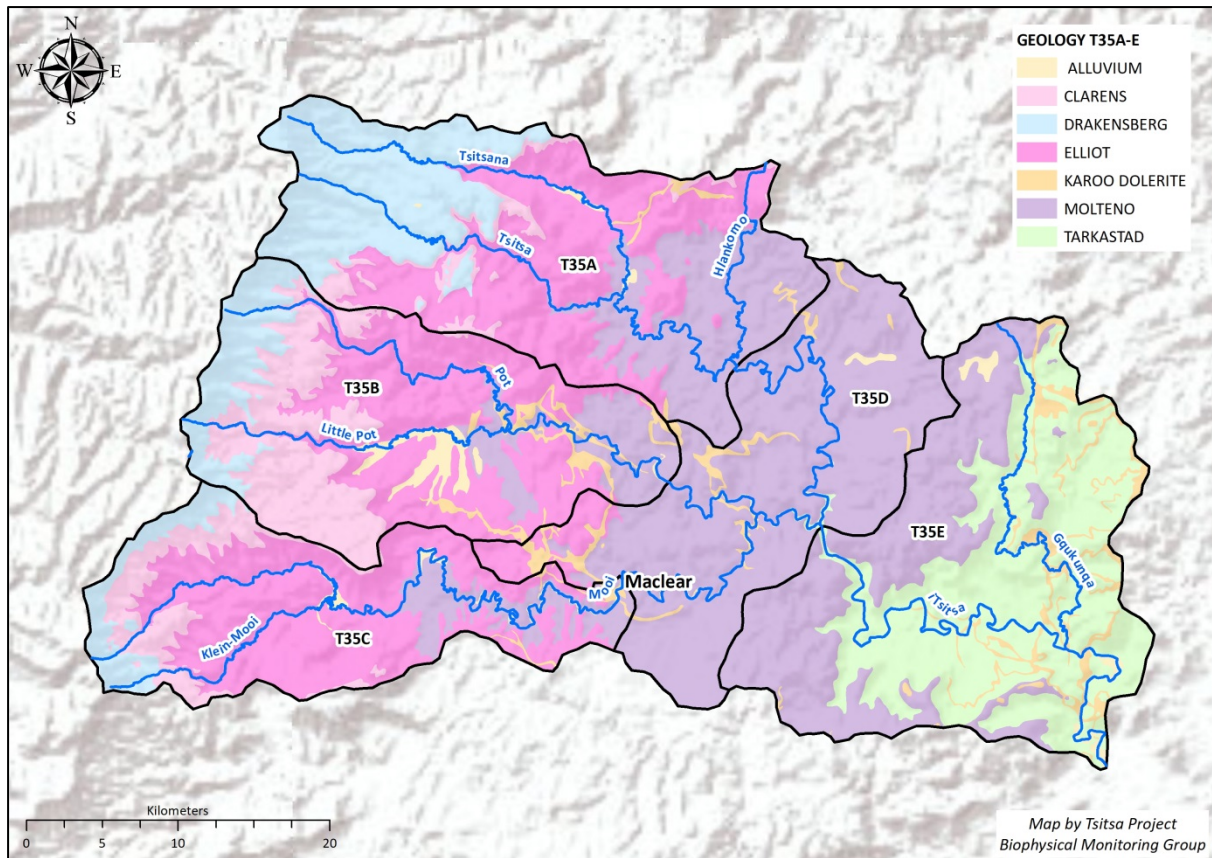 N
W
E
S
GEOLOGY T35A-E
ALLUVIUM
CLARENS
DRAKENSBERG
ELLIOT
KAROO DOLERITE
MOLTENO
TARKASTAD
Tsitsana
Tsitsa
T35A
Hlankomo
T35B
Pot
Little Pot
T35D
T35E
Gqukunqa
iTsitsa
Maclear
Mooi
T35C
Klein-Mooi
Kilometers
0 5 10 20
Map by Tsitsa Project
Biophysical Monitoring Group